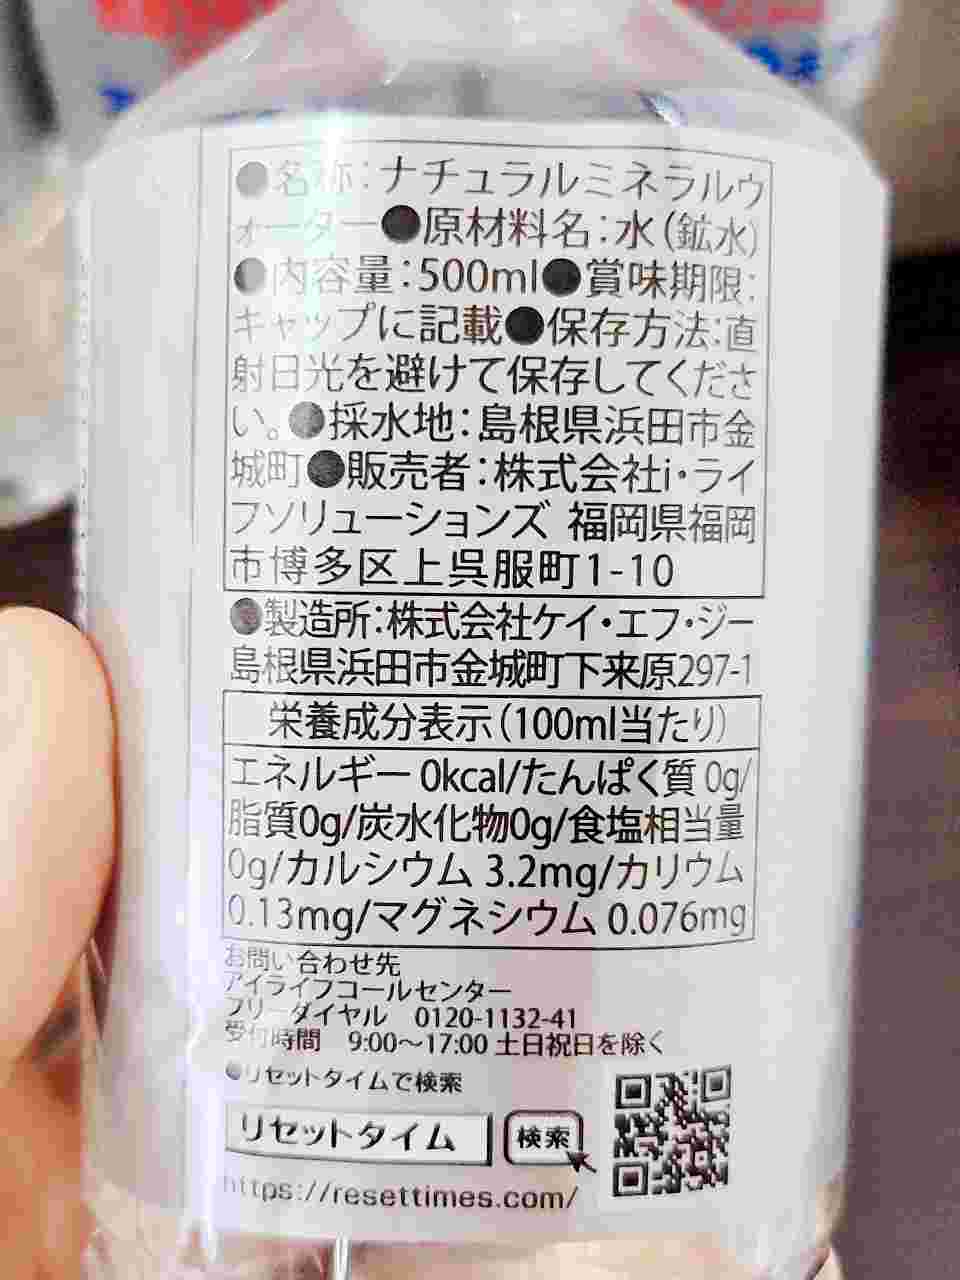 ●名称：ナチュラルミネラルウ
ォーター●原材料名：水（鉱水）
●内容量：500ml●賞味期限：
キャップに記載●保存方法：直
射日光を避けて保存してくださ
い。●採水地：島根県浜田市金
城町●販売者：株式会社i・ライ
フソリューションズ 福岡県福岡
市博多区上呉服町1-10
●製造所：株式会社ケイ・エフ・ジー
島根県浜田市金城町下来原297-1
栄養成分表示（100ml当たり）
エネルギー 0kcal/たんぱく質 0g/
脂質0g/炭水化物0g/食塩相当量
0g/カルシウム 3.2mg/カリウム
0.13mg/マグネシウム 0.076mg
お問い合わせ先
アイライフコールセンター
フリーダイヤル 0120-1132-41
受付時間 9:00〜17:00 土日祝日を除く
●リセットタイムで検索
リセットタイム 検索
https://resettimes.com/